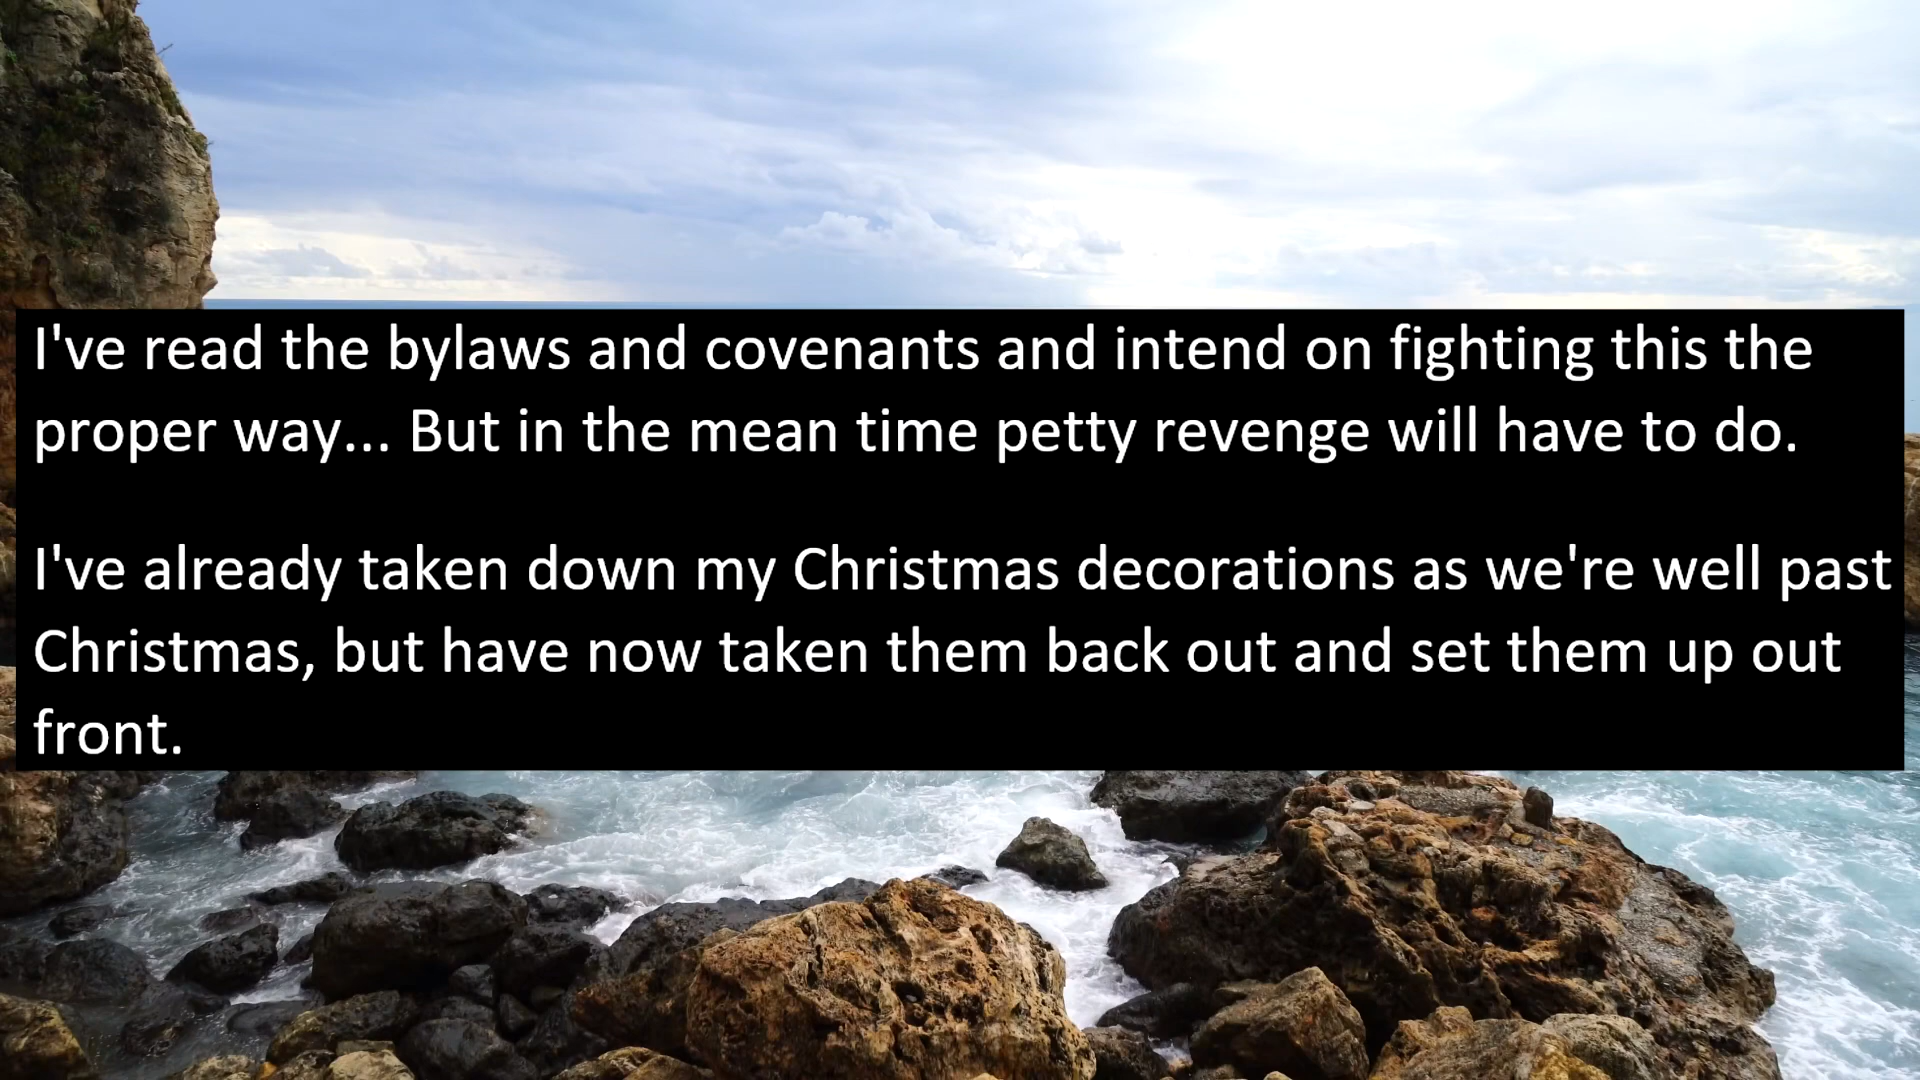 I've read the bylaws and covenants and intend on fighting this the
proper way... But in the mean time petty revenge will have to do.
I've already taken down my Christmas decorations as we're well past
Christmas, but have now taken them back out and set them up out
front.